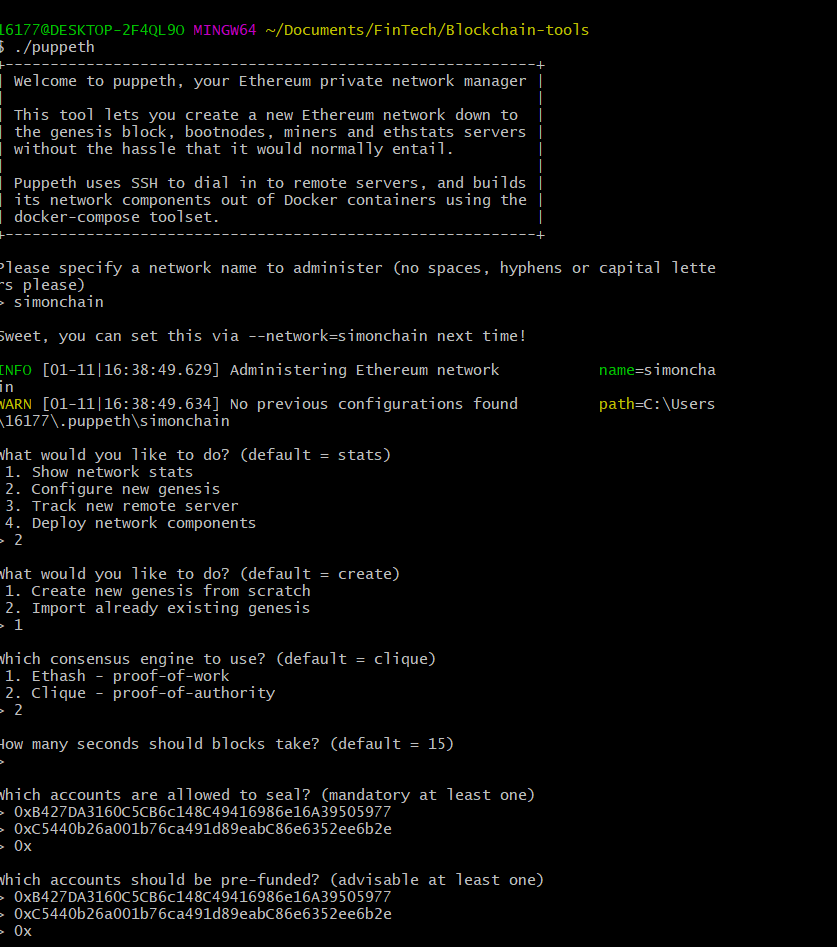 16177@DESKTOP-2F4QL9O MINGW64 ~/Documents/FinTech/Blockchain-tools
$ ./puppeth
+-----------------------------------------------------------+
| Welcome to puppeth, your Ethereum private network manager |
|                                                           |
| This tool lets you create a new Ethereum network down to  |
| the genesis block, bootnodes, miners and ethstats servers |
| without the hassle that it would normally entail.         |
|                                                           |
| Puppeth uses SSH to dial in to remote servers, and builds |
| its network components out of Docker containers using the |
| docker-compose toolset.                                   |
+-----------------------------------------------------------+
Please specify a network name to administer (no spaces, hyphens or capital lette
rs please)
> simonchain
Sweet, you can set this via --network=simonchain next time!
INFO [01-11|16:38:49.629] Administering Ethereum network           name=simoncha
in
WARN [01-11|16:38:49.634] No previous configurations found         path=C:\Users
\16177\.puppeth\simonchain
What would you like to do? (default = stats)
 1. Show network stats
 2. Configure new genesis
 3. Track new remote server
 4. Deploy network components
> 2
What would you like to do? (default = create)
 1. Create new genesis from scratch
 2. Import already existing genesis
> 1
Which consensus engine to use? (default = clique)
 1. Ethash - proof-of-work
 2. Clique - proof-of-authority
> 2
How many seconds should blocks take? (default = 15)
>
Which accounts are allowed to seal? (mandatory at least one)
> 0xB427DA3160C5CB6c148C49416986e16A39505977
> 0xC5440b26a001b76ca491d89eabC86e6352ee6b2e
> 0x
Which accounts should be pre-funded? (advisable at least one)
> 0xB427DA3160C5CB6c148C49416986e16A39505977
> 0xC5440b26a001b76ca491d89eabC86e6352ee6b2e
> 0x